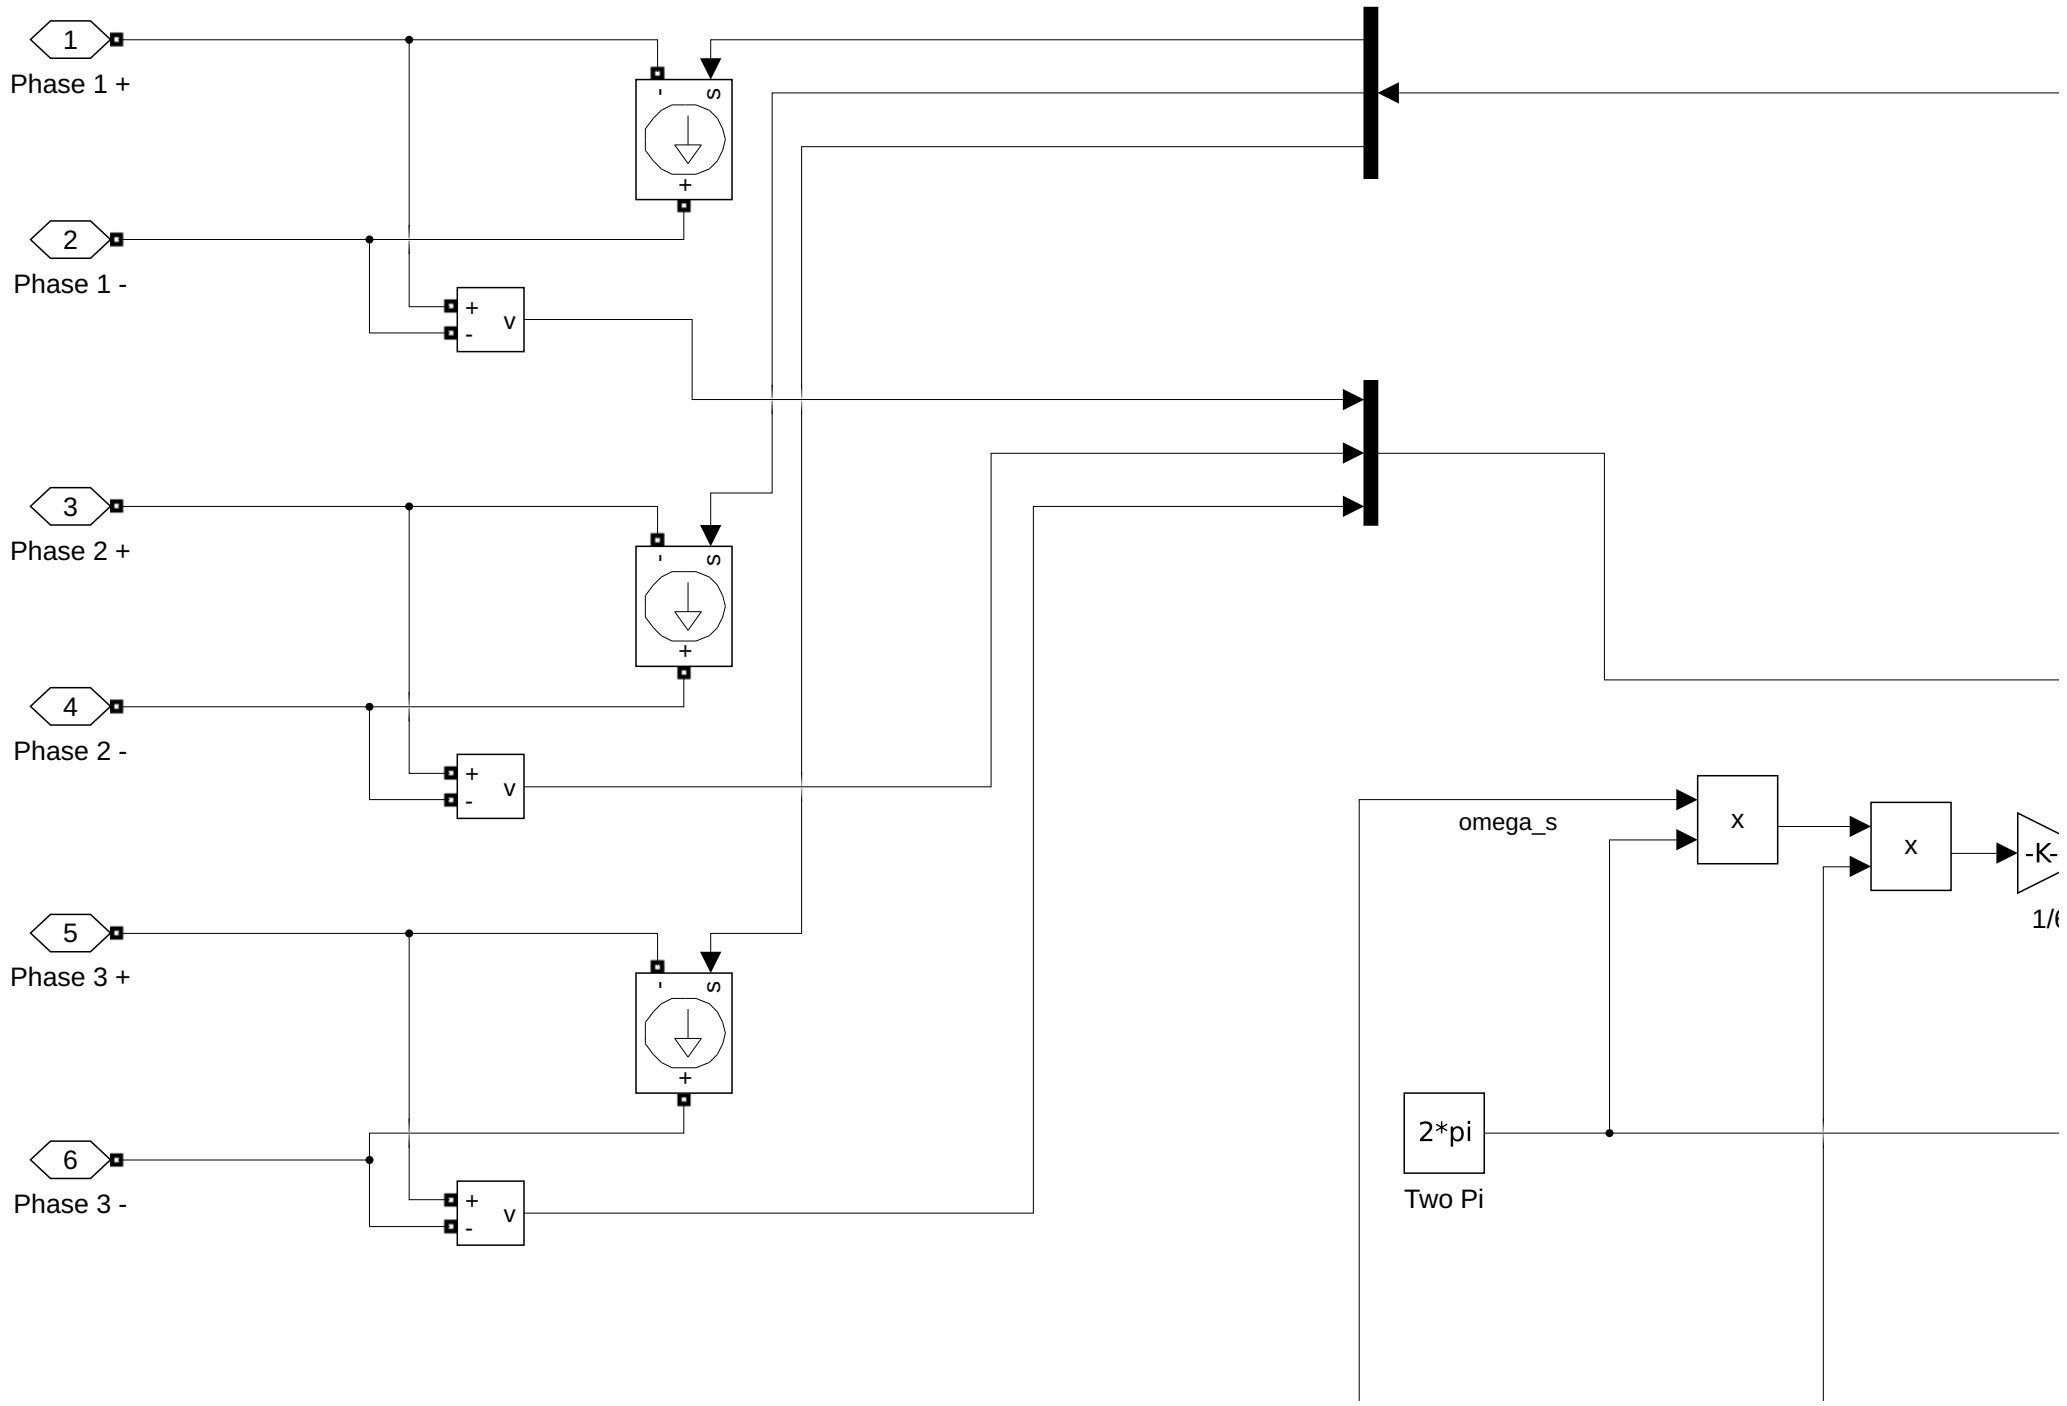 1
Phase 1 +
- s
+
2
Phase 1 -
+
- v
3
Phase 2 +
- s
+
4
Phase 2 -
+
- v
omega_s
x
x
-K-
5
Phase 3 +
- s
+
2*pi
Two Pi
6
Phase 3 -
+
- v